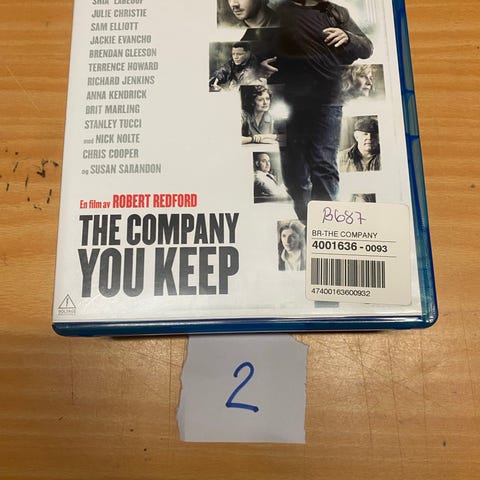 SHIA LABEOUF
JULIE CHRISTIE
SAM ELLIOTT
JACKIE EVANCHO
BRENDAN GLEESON
TERRENCE HOWARD
RICHARD JENKINS
ANNA KENDRICK
BRIT MARLING
STANLEY TUCCI
med NICK NOLTE
CHRIS COOPER
og SUSAN SARANDON
En film av ROBERT REDFORD
THE COMPANY
YOU KEEP
B687
BR-THE COMPANY
4001636 - 0093
47400163600932
2